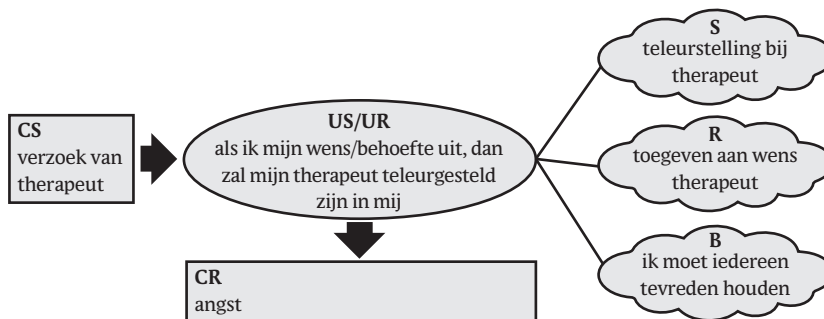 CS
verzoek van
therapeut
US/UR
als ik mijn wens/behoefte uit, dan
zal mijn therapeut teleurgesteld
zijn in mij
CR
angst
S
teleurstelling bij
therapeut
R
toegeven aan wens
therapeut
B
ik moet iedereen
tevreden houden